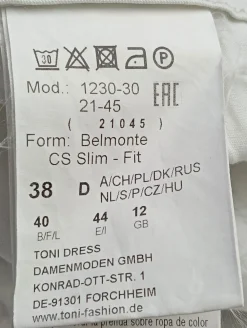 30
P
Mod.: 1230-30
21-45
EAC
( 21045 )
Form: Belmonte
CS Slim - Fit
38 D A/CH/PL/DK/RUS
NL/S/P/CZ/HU
40 44 12
B/F/L E/I GB
TONI DRESS
DAMENMODEN GMBH
KONRAD-OTT-STR. 1
DE-91301 FORCHHEIM
www.toni-fashion.de
la prenda sobre ropa de color